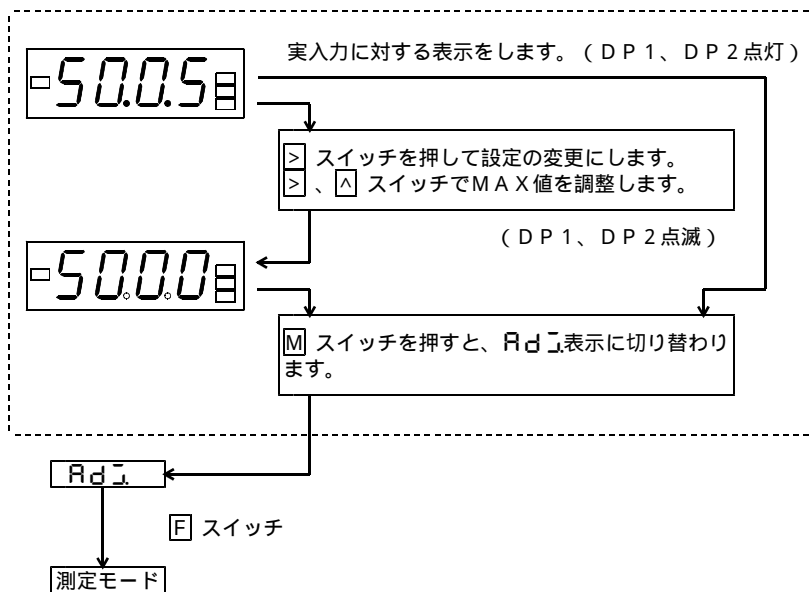 実入力に対する表示をします。（ＤＰ１、ＤＰ２点灯）
-50.0.5
> スイッチを押して設定の変更にします。
> 、^ スイッチでＭＡＸ値を調整します。
（ＤＰ１、ＤＰ２点滅）
-50.0.0
M スイッチを押すと、Adj.表示に切り替わり
ます。
Adj.
F スイッチ
測定モード